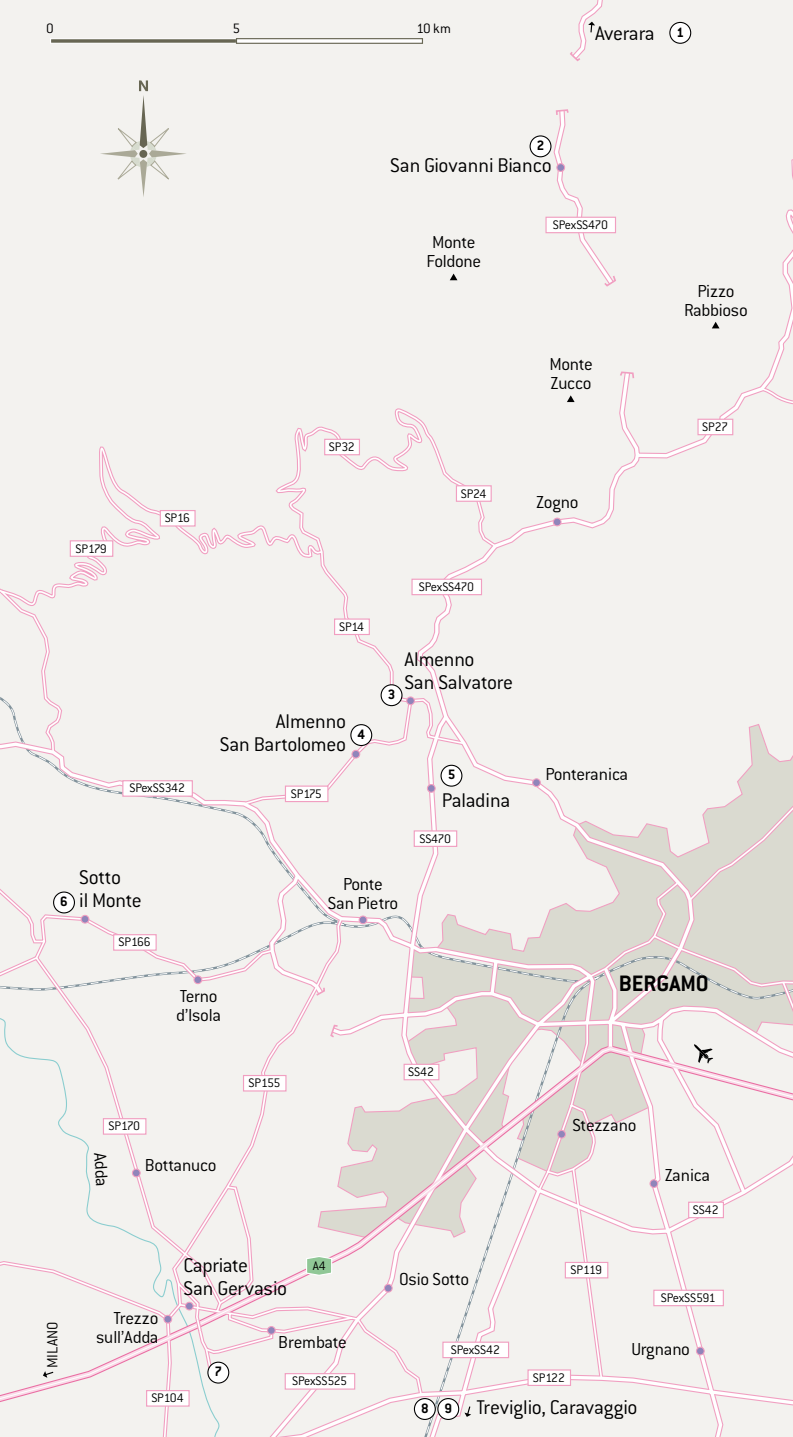 0 5 10 km
Averara 1
N
2
San Giovanni Bianco
SPexSS470
Monte
Foldone
Pizzo
Rabbioso
Monte
Zucco
SP27
SP32
SP24
Zogno
SP16
SP179
SPexSS470
SP14
Almenno
San Salvatore
3
Almenno
San Bartolomeo
4
5
Paladina
Ponteranica
SPexSS342
SP175
SS470
Sotto
il Monte
6
Ponte
San Pietro
SP166
Terno
d'Isola
BERGAMO
SS42
SP155
SP170
Stezzano
Bottanuco
Adda
Zanica
SS42
Capriate
San Gervasio
A4
SP119
Osio Sotto
SPexSS591
Trezzo
sull'Adda
Brembate
MILANO
SPexSS42
Urgnano
7
SPexSS525
SP122
SP104
8 9 Treviglio, Caravaggio